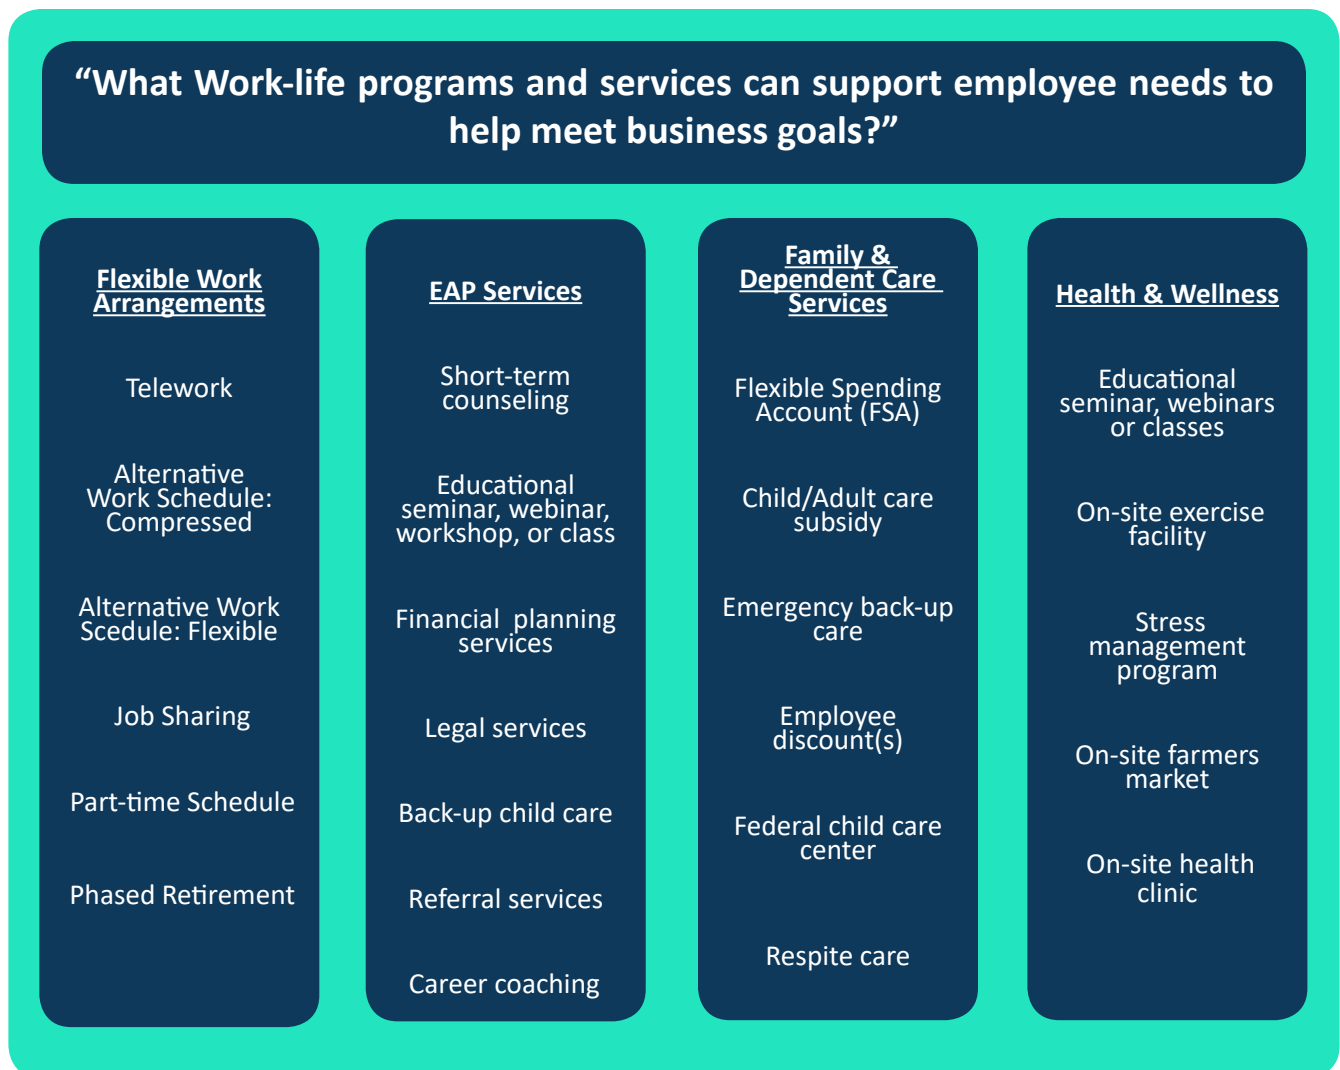 “What Work-life programs and services can support employee needs to
help meet business goals?”
Flexible Work
Arrangements
Telework
Alternative
Work Schedule:
Compressed
Alternative Work
Scedule: Flexible
Job Sharing
Part-time Schedule
Phased Retirement
EAP Services
Short-term
counseling
Educational
seminar, webinar,
workshop, or class
Financial  planning
services
Legal services
Back-up child care
Referral services
Career coaching
Family &
Dependent Care
Services
Flexible Spending
Account (FSA)
Child/Adult care
subsidy
Emergency back-up
care
Employee
discount(s)
Federal child care
center
Respite care
Health & Wellness
Educational
seminar, webinars
or classes
On-site exercise
facility
Stress
management
program
On-site farmers
market
On-site health
clinic